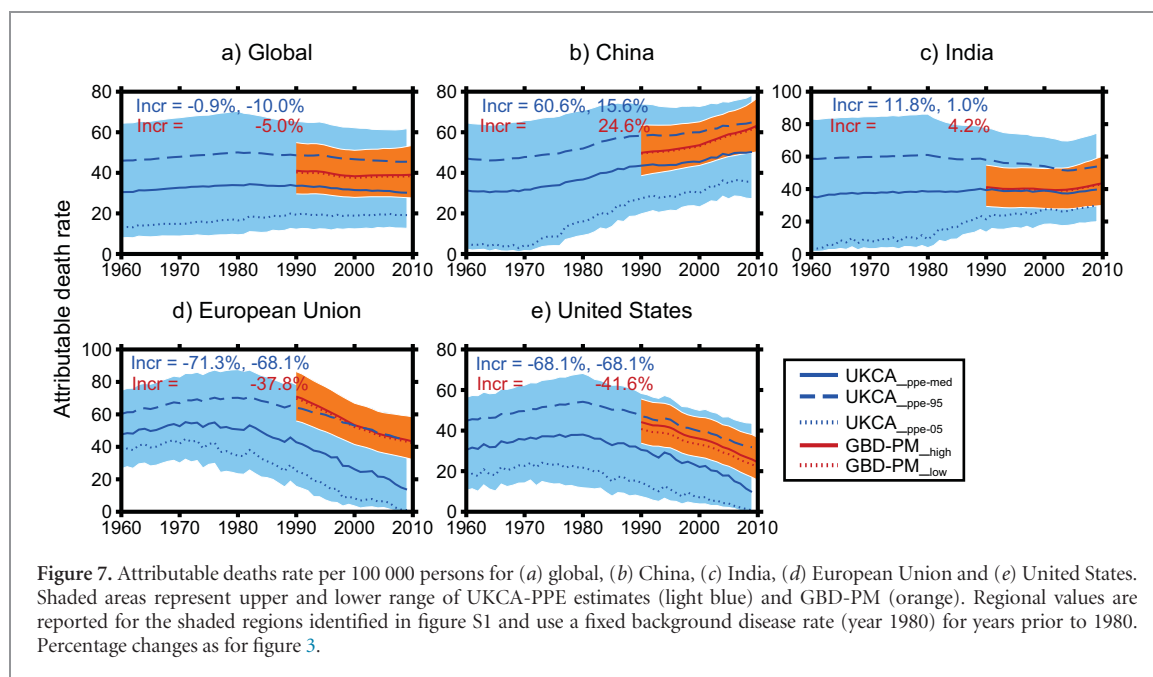 a) Global
b) China
c) India
Incr = -0.9%, -10.0%
Incr = -5.0%
Incr = 60.6%, 15.6%
Incr = 24.6%
Incr = 11.8%, 1.0%
Incr = 4.2%
80
60
40
20
0
1960 1970 1980 1990 2000 2010
80
60
40
20
0
1960 1970 1980 1990 2000 2010
100
80
60
40
20
0
1960 1970 1980 1990 2000 2010
Attributable death rate
d) European Union
e) United States
Incr = -71.3%, -68.1%
Incr = -37.8%
Incr = -68.1%, -68.1%
Incr = -41.6%
100
80
60
40
20
0
1960 1970 1980 1990 2000 2010
80
60
40
20
0
1960 1970 1980 1990 2000 2010
UKCA_ppe-med
UKCA_ppe-95
UKCA_ppe-05
GBD-PM_high
GBD-PM_low
Figure 7. Attributable deaths rate per 100 000 persons for (a) global, (b) China, (c) India, (d) European Union and (e) United States.
Shaded areas represent upper and lower range of UKCA-PPE estimates (light blue) and GBD-PM (orange). Regional values are
reported for the shaded regions identified in figure S1 and use a fixed background disease rate (year 1980) for years prior to 1980.
Percentage changes as for figure 3.